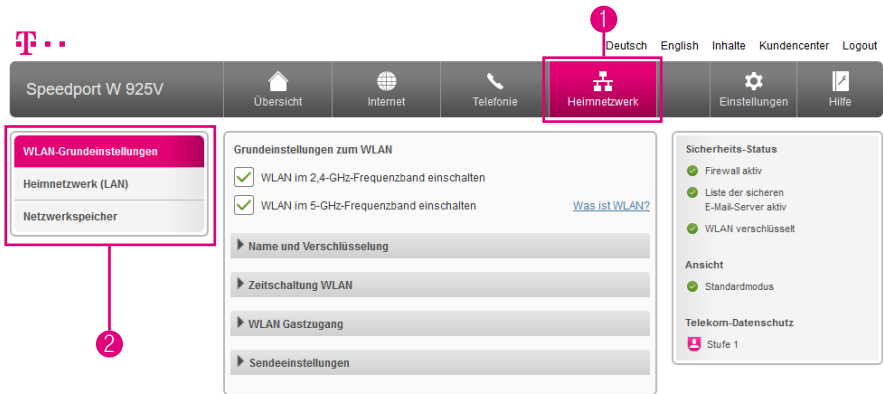 1
T
Deutsch English Inhalte Kundencenter Logout
Speedport W 925V
Übersicht
Internet
Telefonie
Heimnetzwerk
Einstellungen
Hilfe
WLAN-Grundeinstellungen
Heimnetzwerk (LAN)
Netzwerkspeicher
2
Grundeinstellungen zum WLAN
WLAN im 2,4-GHz-Frequenzband einschalten
WLAN im 5-GHz-Frequenzband einschalten
Was ist WLAN?
Name und Verschlüsselung
Zeitschaltung WLAN
WLAN Gastzugang
Sendeeinstellungen
Sicherheits-Status
Firewall aktiv
Liste der sicheren
E-Mail-Server aktiv
WLAN verschlüsselt
Ansicht
Standardmodus
Telekom-Datenschutz
Stufe 1